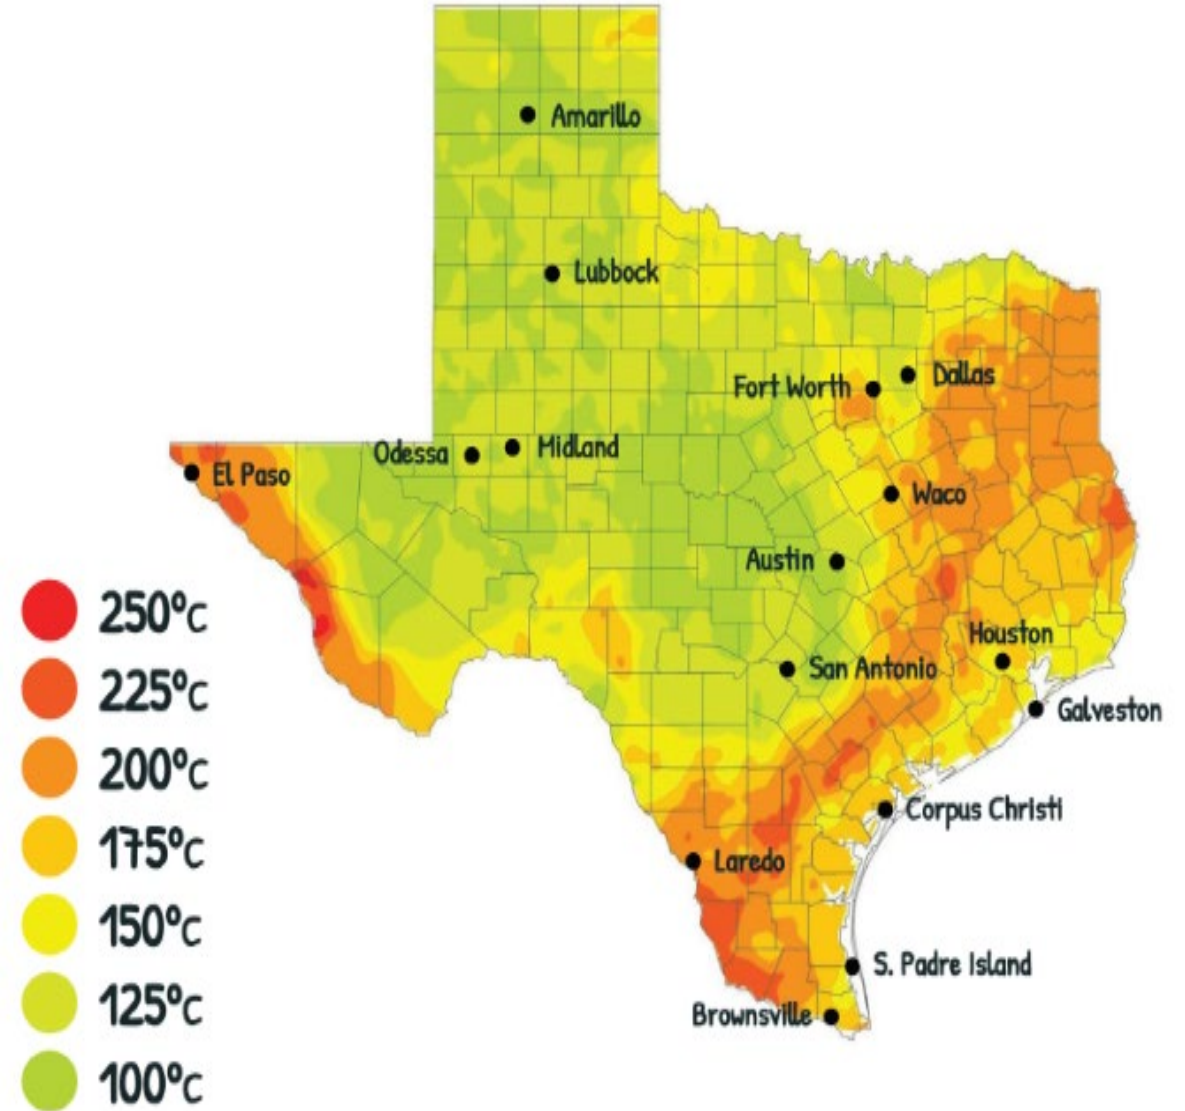 Amarillo
Lubbock
Fort Worth
Dallas
Odessa
Midland
El Paso
Waco
Austin
Houston
San Antonio
Galveston
Corpus Christi
Laredo
S. Padre Island
Brownsville
250°C
225°C
200°C
175°C
150°C
125°C
100°C